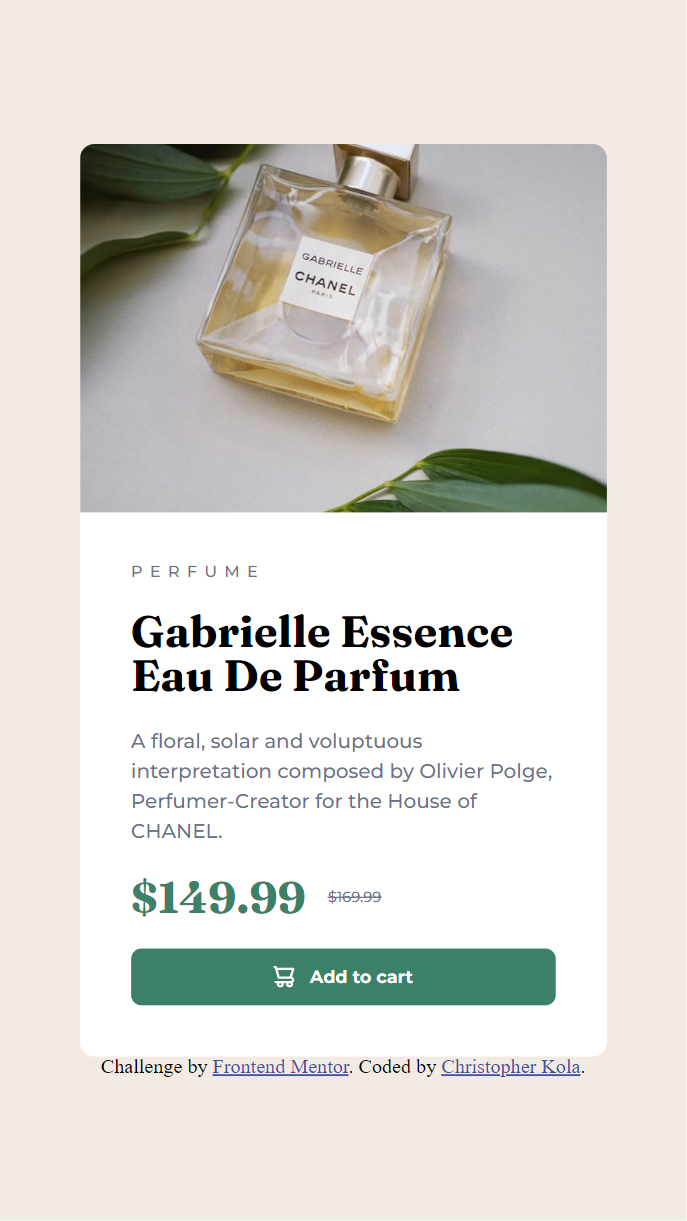 GABRIELLE
CHANEL
PARIS
PERFUME
Gabrielle Essence
Eau De Parfum
A floral, solar and voluptuous
interpretation composed by Olivier Polge,
Perfumer-Creator for the House of
CHANEL.
$149.99 $169.99
Add to cart
Challenge by Frontend Mentor. Coded by Christopher Kola.